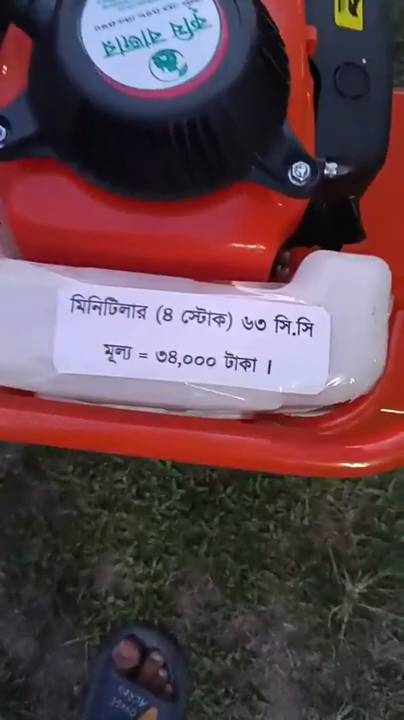 কৃষি বাজার
মিনিটিলার (৪ স্টোক) ৬৩ সি.সি
মূল্য = ৩৪,০০০ টাকা ।